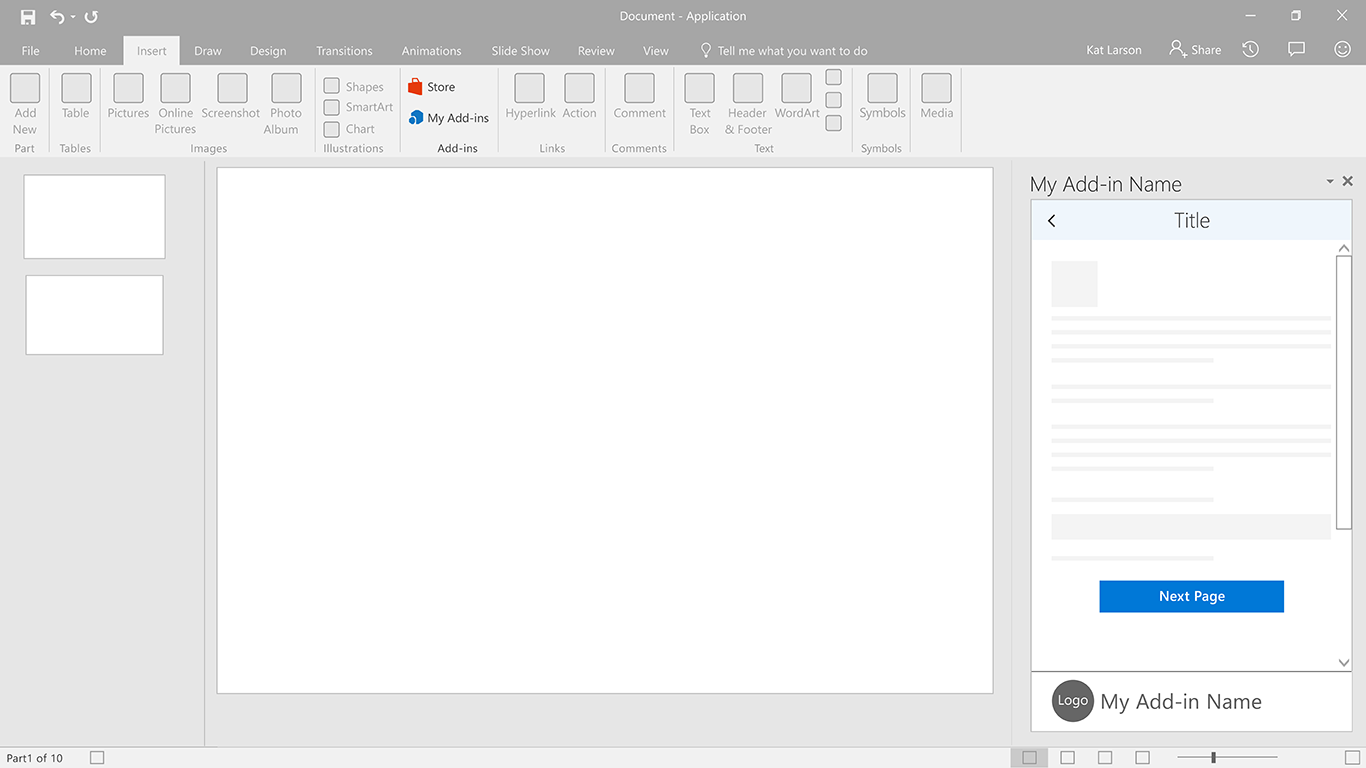 Document - Application
File Home Insert Draw Design Transitions Animations Slide Show Review View Tell me what you want to do Kat Larson Share
Add New
Part
Table
Tables
Pictures
Online Pictures
Screenshot
Photo Album
Images
Shapes
SmartArt
Chart
Illustrations
Store
My Add-ins
Add-ins
Hyperlink
Action
Links
Comment
Comments
Text Box
Header & Footer
WordArt
Text
Symbols
Symbols
Media
My Add-in Name
Title
Next Page
Logo My Add-in Name
Part1 of 10